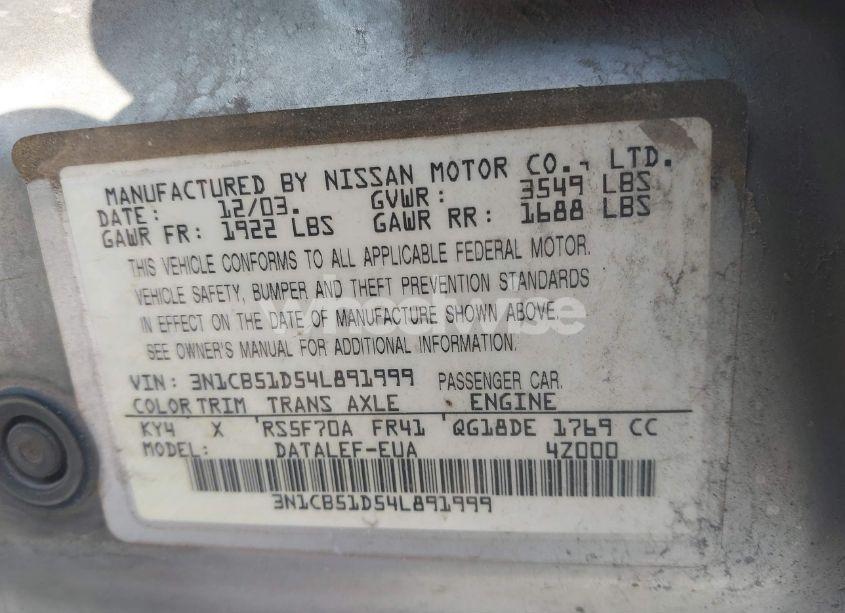 MANUFACTURED BY NISSAN MOTOR CO., LTD.
DATE: 12/03. GVWR: 3549 LBS
GAWR FR: 1922 LBS GAWR RR: 1688 LBS
THIS VEHICLE CONFORMS TO ALL APPLICABLE FEDERAL MOTOR.
VEHICLE SAFETY, BUMPER AND THEFT PREVENTION STANDARDS
IN EFFECT ON THE DATE OF MANUFACTURE SHOWN ABOVE.
wheelwise
SEE OWNER'S MANUAL FOR ADDITIONAL INFORMATION.
VIN: 3N1CB51D54L891999 PASSENGER CAR.
COLOR TRIM TRANS AXLE ENGINE
KY4 X RS5F70A FR41 QG18DE 1769 CC
MODEL: DATALEF-EUA 4Z000
3N1CB51D54L891999